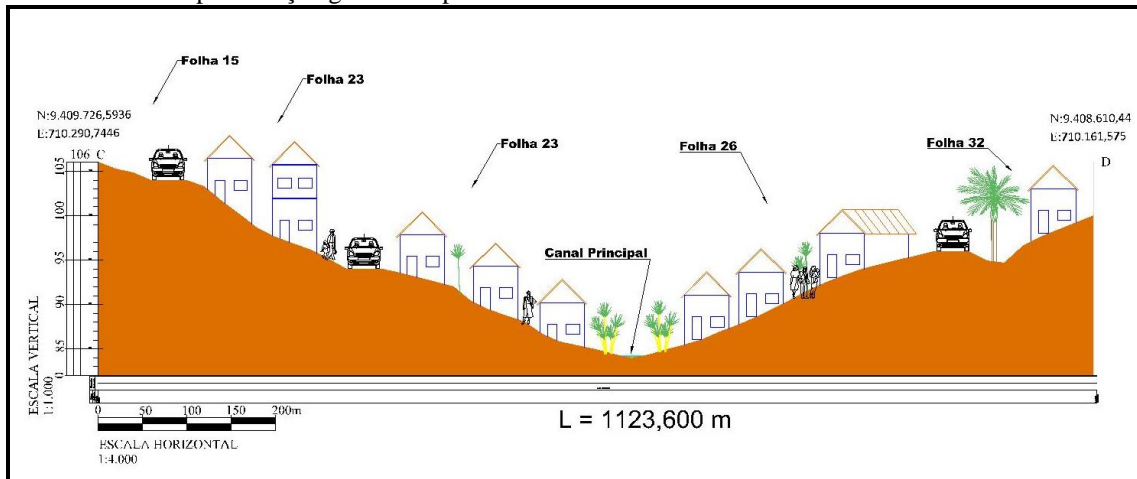 Folha 15
Folha 23
N:9.409.726,5936
E:710.290,7446
106 C
N:9.408.610,44
E:710.161,575
Folha 23
Folha 26
Folha 32
D
105
100
95
90
85
0
Canal Principal
ESCALA VERTICAL
1:1.000
0 50 100 150 200m
L = 1123,600 m
ESCALA HORIZONTAL
1:4.000